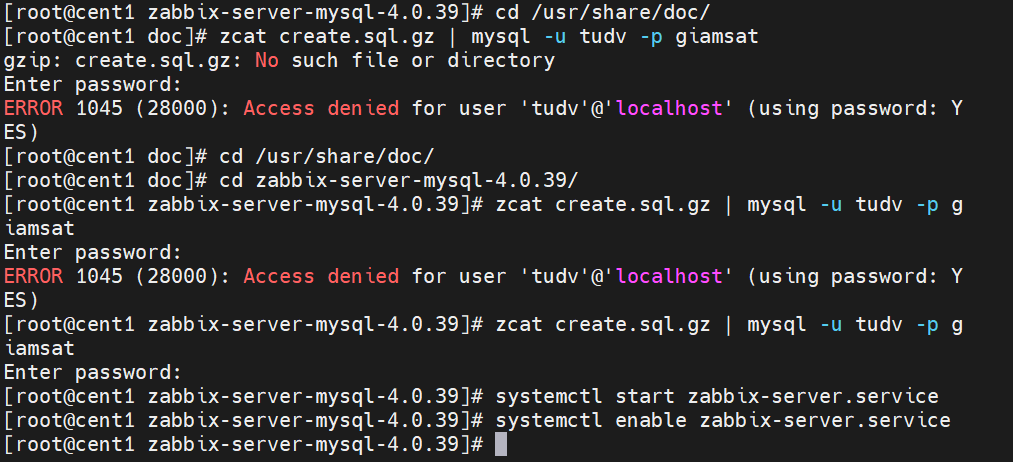 [root@cent1 zabbix-server-mysql-4.0.39]# cd /usr/share/doc/
[root@cent1 doc]# zcat create.sql.gz | mysql -u tudv -p giamsat
gzip: create.sql.gz: No such file or directory
Enter password:
ERROR 1045 (28000): Access denied for user 'tudv'@'localhost' (using password: Y
ES)
[root@cent1 doc]# cd /usr/share/doc/
[root@cent1 doc]# cd zabbix-server-mysql-4.0.39/
[root@cent1 zabbix-server-mysql-4.0.39]# zcat create.sql.gz | mysql -u tudv -p g
iamsat
Enter password:
ERROR 1045 (28000): Access denied for user 'tudv'@'localhost' (using password: Y
ES)
[root@cent1 zabbix-server-mysql-4.0.39]# zcat create.sql.gz | mysql -u tudv -p g
iamsat
Enter password:
[root@cent1 zabbix-server-mysql-4.0.39]# systemctl start zabbix-server.service
[root@cent1 zabbix-server-mysql-4.0.39]# systemctl enable zabbix-server.service
[root@cent1 zabbix-server-mysql-4.0.39]#